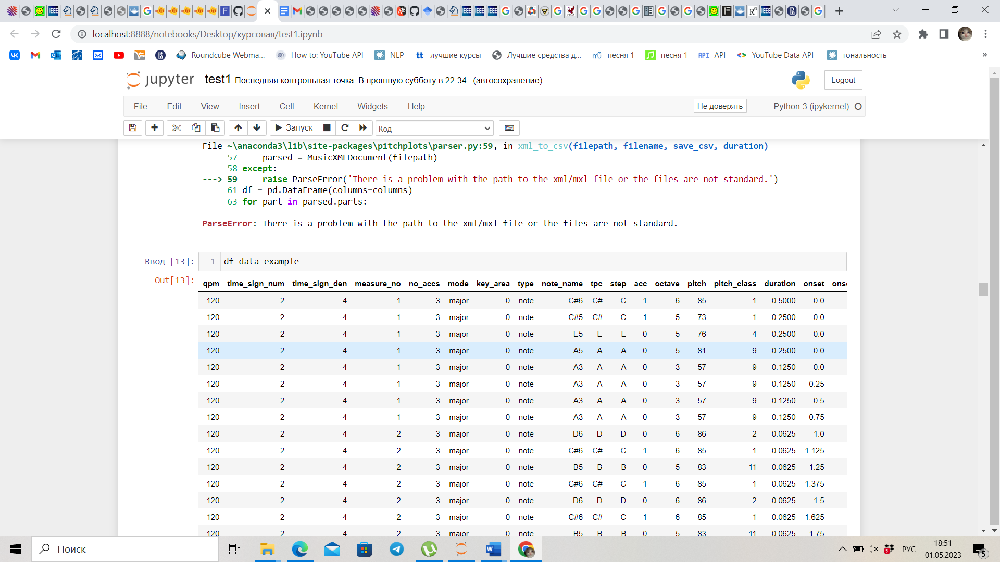 localhost:8888/notebooks/Desktop/курсовая/test1.ipynb
Roundcube Webma... How to: YouTube API NLP tt лучшие курсы Лучшие средства д... песня 1 песня 1 API API YouTube Data API тональность »
jupyter test1 Последняя контрольная точка: В прошлую субботу в 22:34 (автосохранение) Logout
File Edit View Insert Cell Kernel Widgets Help Не доверять Python 3 (ipykernel)
Запуск Код
File ~\anaconda3\lib\site-packages\pitchplots\parser.py:59, in xml_to_csv(filepath, filename, save_csv, duration)
57 parsed = MusicXMLDocument(filepath)
58 except:
---> 59 raise ParseError('There is a problem with the path to the xml/mxl file or the files are not standard.')
61 df = pd.DataFrame(columns=columns)
63 for part in parsed.parts:
ParseError: There is a problem with the path to the xml/mxl file or the files are not standard.
Ввод [13]: 1 df_data_example
Out[13]:
qpm time_sign_num time_sign_den measure_no no_accs mode key_area type note_name tpc step acc octave pitch pitch_class duration onset
120 2 4 1 3 major 0 note C#6 C# C 1 6 85 1 0.5000 0.0
120 2 4 1 3 major 0 note C#5 C# C 1 5 73 1 0.2500 0.0
120 2 4 1 3 major 0 note E5 E E 0 5 76 4 0.2500 0.0
120 2 4 1 3 major 0 note A5 A A 0 5 81 9 0.2500 0.0
120 2 4 1 3 major 0 note A3 A A 0 3 57 9 0.1250 0.0
120 2 4 1 3 major 0 note A3 A A 0 3 57 9 0.1250 0.25
120 2 4 1 3 major 0 note A3 A A 0 3 57 9 0.1250 0.5
120 2 4 1 3 major 0 note A3 A A 0 3 57 9 0.1250 0.75
120 2 4 2 3 major 0 note D6 D D 0 6 86 2 0.0625 1.0
120 2 4 2 3 major 0 note C#6 C# C 1 6 85 1 0.0625 1.125
120 2 4 2 3 major 0 note B5 B B 0 5 83 11 0.0625 1.25
120 2 4 2 3 major 0 note C#6 C# C 1 6 85 1 0.0625 1.375
120 2 4 2 3 major 0 note D6 D D 0 6 86 2 0.0625 1.5
120 2 4 2 3 major 0 note C#6 C# C 1 6 85 1 0.0625 1.625
120 2 4 2 3 major 0 note B5 B B 0 5 83 11 0.0625 1.75
Поиск
РУС
18:51
01.05.2023
5